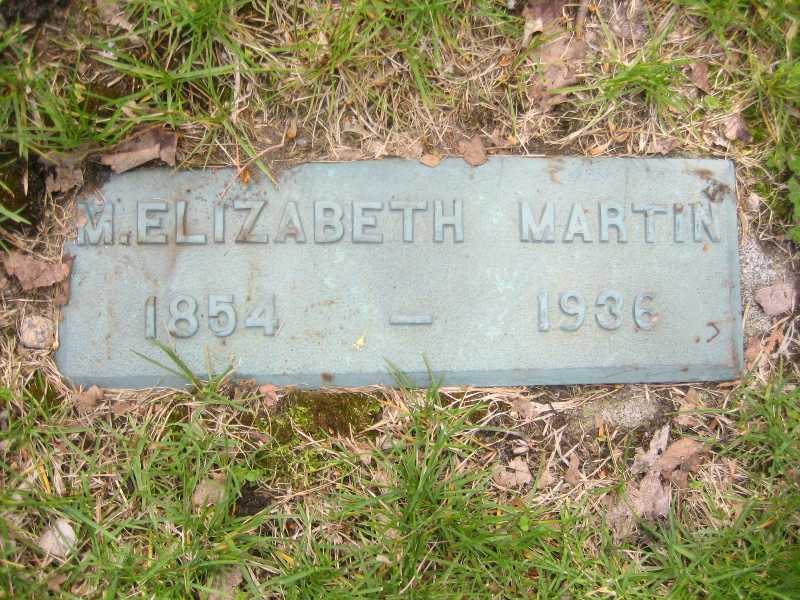 M. ELIZABETH MARTIN
1854 — 1936